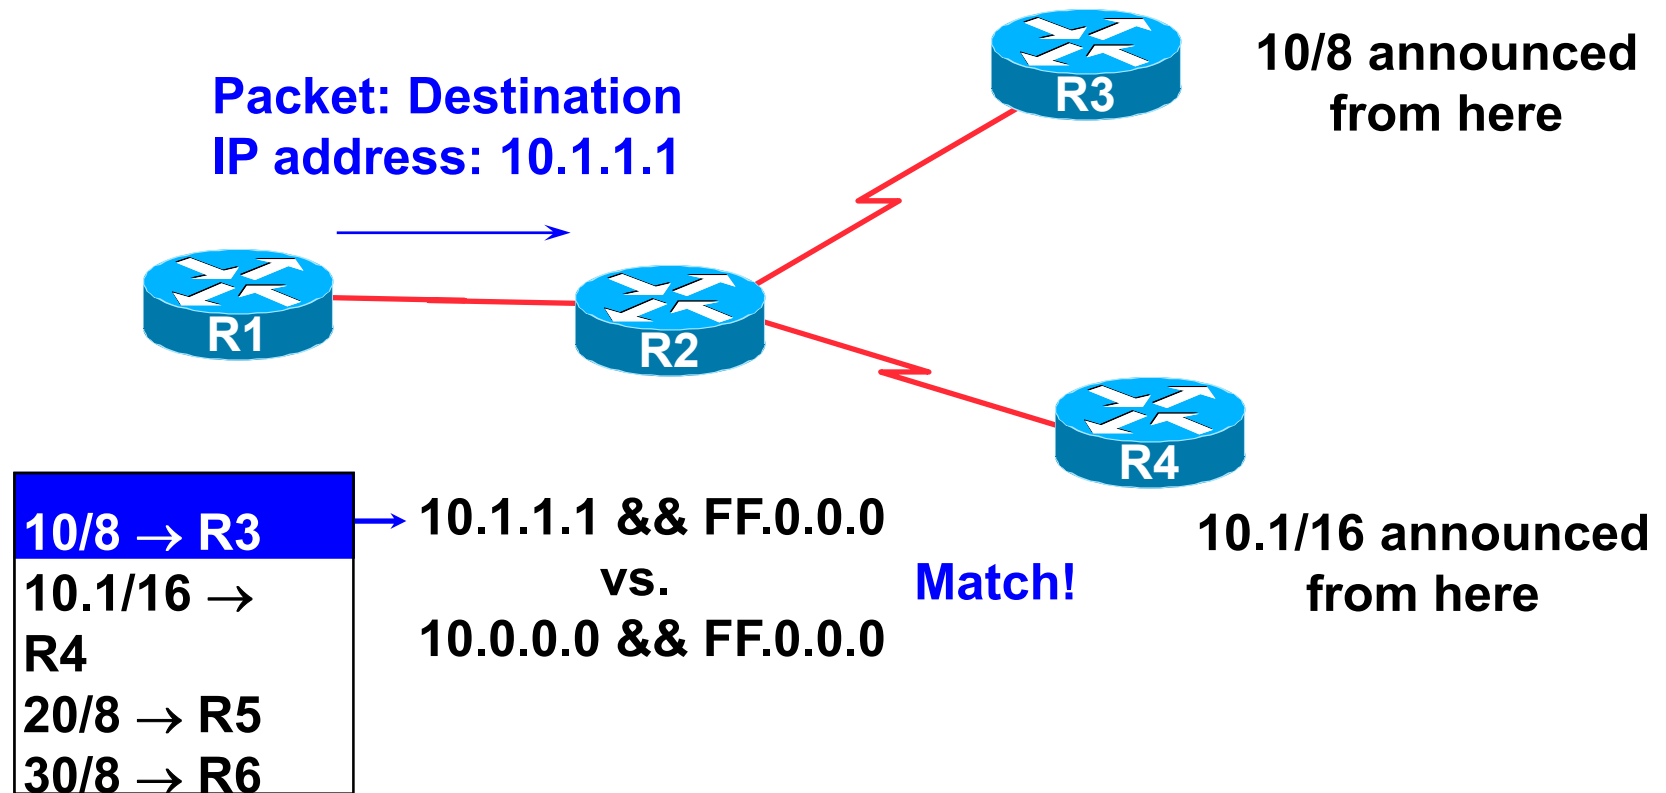 Packet: Destination
IP address: 10.1.1.1
R3
10/8 announced
from here
R1
R2
R4
10.1/16 announced
from here
10/8 → R3
10.1/16 →
R4
20/8 → R5
30/8 → R6
10.1.1.1 && FF.0.0.0
vs.
10.0.0.0 && FF.0.0.0
Match!